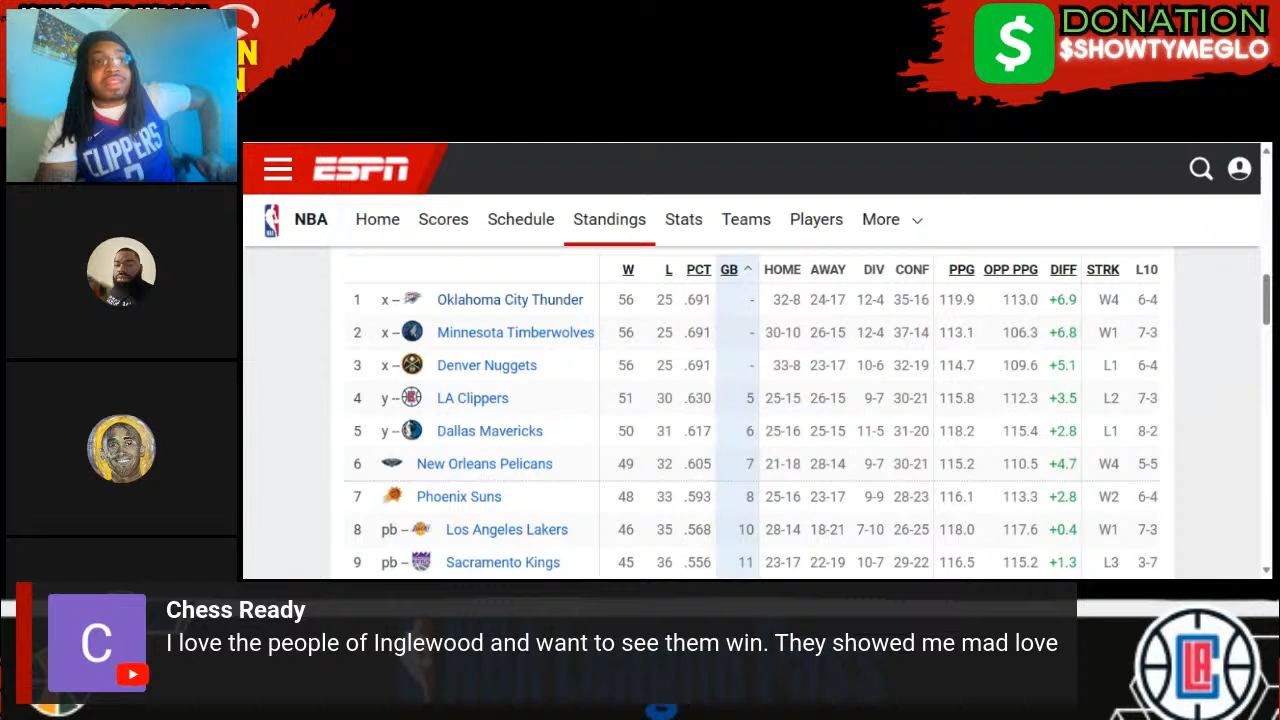 DONATION
$SHOWTYMEGLO
CLIPPERS
ESPN
NBA Home Scores Schedule Standings Stats Teams Players More
W L PCT GB HOME AWAY DIV CONF PPG OPP PPG DIFF STRK L10
1 x -- Oklahoma City Thunder 56 25 .691 - 32-8 24-17 12-4 35-16 119.9 113.0 +6.9 W4 6-4
2 x -- Minnesota Timberwolves 56 25 .691 - 30-10 26-15 12-4 37-14 113.1 106.3 +6.8 W1 7-3
3 x -- Denver Nuggets 56 25 .691 - 33-8 23-17 10-6 32-19 114.7 109.6 +5.1 L1 6-4
4 y -- LA Clippers 51 30 .630 5 25-15 26-15 9-7 30-21 115.8 112.3 +3.5 L2 7-3
5 y -- Dallas Mavericks 50 31 .617 6 25-16 25-15 11-5 31-20 118.2 115.4 +2.8 L1 8-2
6 New Orleans Pelicans 49 32 .605 7 21-18 28-14 9-7 30-21 115.2 110.5 +4.7 W4 5-5
7 Phoenix Suns 48 33 .593 8 25-16 23-17 9-9 28-23 116.1 113.3 +2.8 W2 6-4
8 pb -- Los Angeles Lakers 46 35 .568 10 28-14 18-21 7-10 26-25 118.0 117.6 +0.4 W1 7-3
9 pb -- Sacramento Kings 45 36 .556 11 23-17 22-19 10-7 29-22 116.5 115.2 +1.3 L3 3-7
C
Chess Ready
I love the people of Inglewood and want to see them win. They showed me mad love